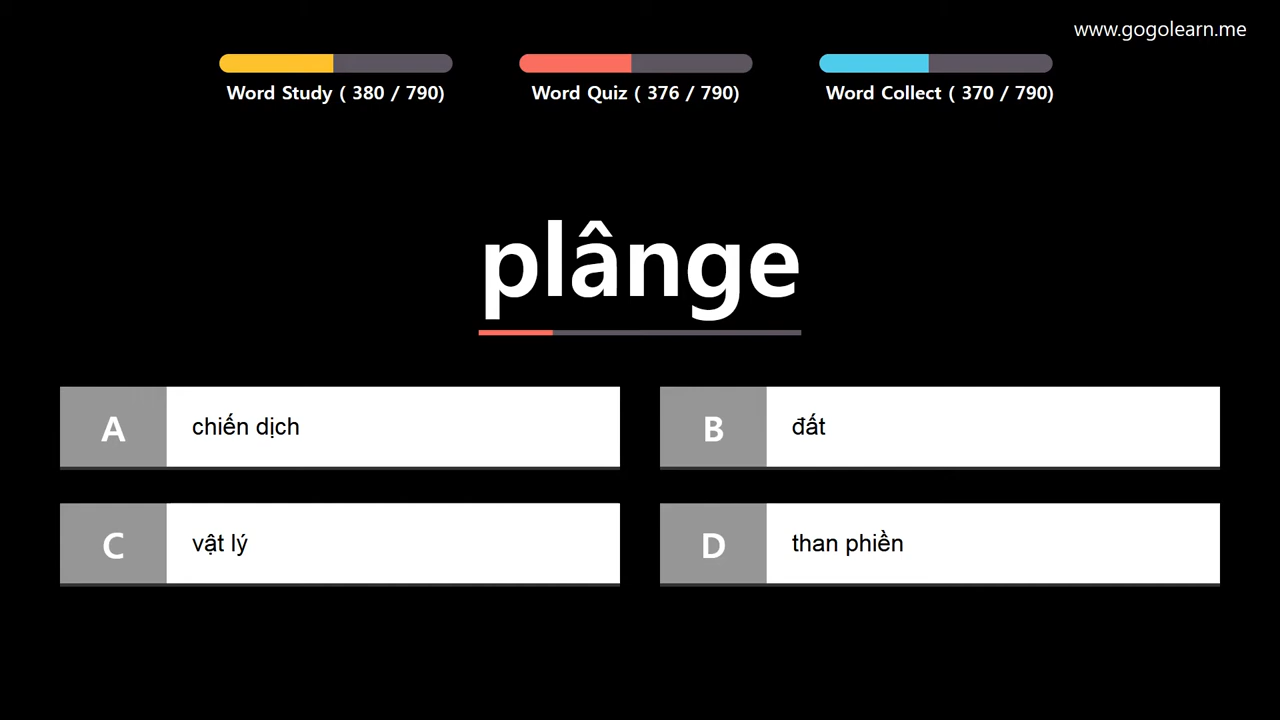 www.gogolearn.me
Word Study ( 380 / 790)
Word Quiz ( 376 / 790)
Word Collect ( 370 / 790)
plânge
A chiến dịch
B đất
C vật lý
D than phiền